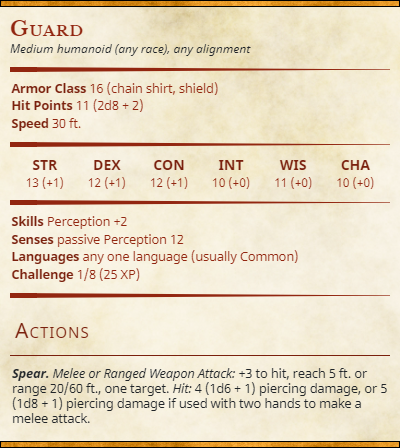 Guard
Medium humanoid (any race), any alignment
Armor Class 16 (chain shirt, shield)
Hit Points 11 (2d8 + 2)
Speed 30 ft.
STR DEX CON INT WIS CHA
13 (+1) 12 (+1) 12 (+1) 10 (+0) 11 (+0) 10 (+0)
Skills Perception +2
Senses passive Perception 12
Languages any one language (usually Common)
Challenge 1/8 (25 XP)
Actions
Spear. Melee or Ranged Weapon Attack: +3 to hit, reach 5 ft. or
range 20/60 ft., one target. Hit: 4 (1d6 + 1) piercing damage, or 5
(1d8 + 1) piercing damage if used with two hands to make a
melee attack.